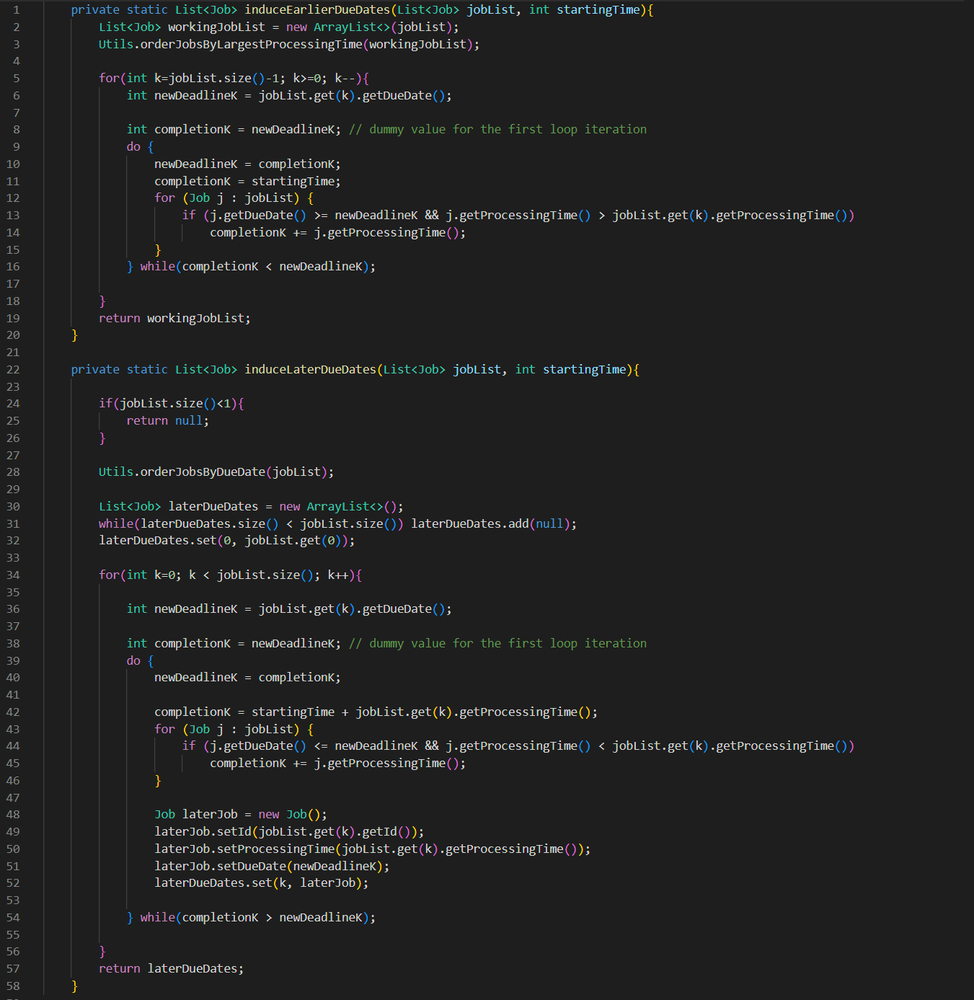 1 private static List<Job> induceEarlierDueDates(List<Job> jobList, int startingTime){
2 List<Job> workingJobList = new ArrayList<>(jobList);
3 Utils.orderJobsByLargestProcessingTime(workingJobList);
4
5 for(int k=jobList.size()-1; k>=0; k--){
6 int newDeadlineK = jobList.get(k).getDueDate();
7
8 int completionK = newDeadlineK; // dummy value for the first loop iteration
9 do {
10 newDeadlineK = completionK;
11 completionK = startingTime;
12 for (Job j : jobList) {
13 if (j.getDueDate() >= newDeadlineK && j.getProcessingTime() > jobList.get(k).getProcessingTime())
14 completionK += j.getProcessingTime();
15 }
16 } while(completionK < newDeadlineK);
17
18 }
19 return workingJobList;
20 }
21
22 private static List<Job> induceLaterDueDates(List<Job> jobList, int startingTime){
23
24 if(jobList.size()<1){
25 return null;
26 }
27
28 Utils.orderJobsByDueDate(jobList);
29
30 List<Job> laterDueDates = new ArrayList<>();
31 while(laterDueDates.size() < jobList.size()) laterDueDates.add(null);
32 laterDueDates.set(0, jobList.get(0));
33
34 for(int k=0; k < jobList.size(); k++){
35
36 int newDeadlineK = jobList.get(k).getDueDate();
37
38 int completionK = newDeadlineK; // dummy value for the first loop iteration
39 do {
40 newDeadlineK = completionK;
41
42 completionK = startingTime + jobList.get(k).getProcessingTime();
43 for (Job j : jobList) {
44 if (j.getDueDate() <= newDeadlineK && j.getProcessingTime() < jobList.get(k).getProcessingTime())
45 completionK += j.getProcessingTime();
46 }
47
48 Job laterJob = new Job();
49 laterJob.setId(jobList.get(k).getId());
50 laterJob.setProcessingTime(jobList.get(k).getProcessingTime());
51 laterJob.setDueDate(newDeadlineK);
52 laterDueDates.set(k, laterJob);
53
54 } while(completionK > newDeadlineK);
55
56 }
57 return laterDueDates;
58 }